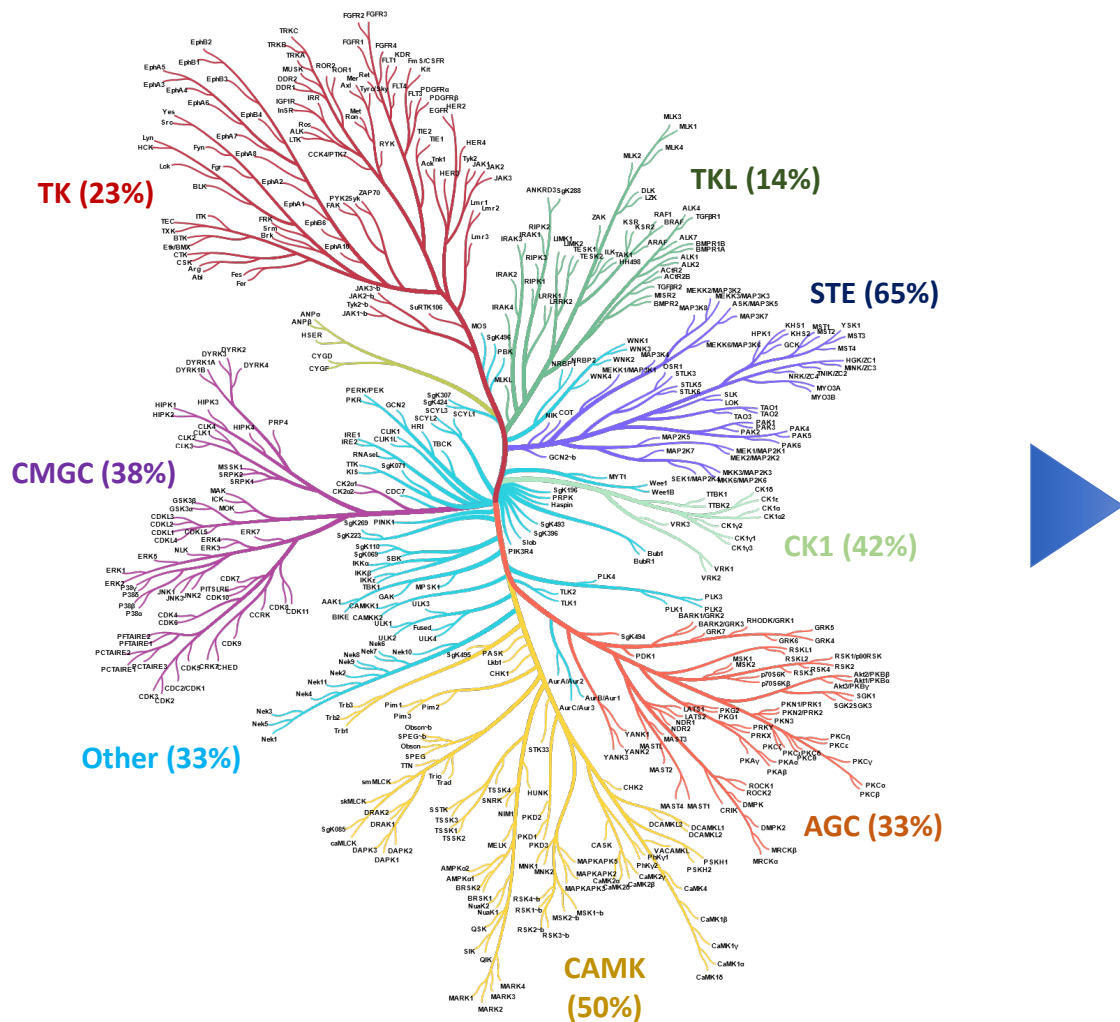 FGFR2
FGFR3
TRKC
FGFR1
FGFR4
EphB2
TRKB
KDR
TRKA
FLT1
FmS/CSFR
EphA5
EphB1
MUSK
ROR2
ROR1
Mer
Ret
Kit
EphA3
EphB3
DDR2
Axl
Tyro/Sky
FLT4
EphA4
DDR1
FLT3
PDGFRα
EphA6
IGF1R
IRR
PDGFRβ
Yes
InSR
Met
EGFR
HER2
Src
EphB4
Ros
Ron
MLK3
MLK1
Lyn
EphA7
ALK
TIE2
HCK
Fyn
LTK
RYK
TIE1
HER4
MLK2
MLK4
Lck
Fgr
EphA8
CCK4/PTK7
Ack
Tnk1
Tyk2
JAK1
JAK2
BLK
EphA2
PYK2
Syk
ZAP70
HER3
JAK3
TK (23%)
TKL (14%)
FAK
ANKRD3
SgK288
DLK
LZK
EphA1
Lmr1
Lmr2
ITK
FRK
EphB6
RIPK2
ZAK
KSR
RAF1
ALK4
TEC
Srm
IRAK1
LIMK1
KSR2
BRAF
TGFβR1
TXK
Brk
EphA10
Lmr3
IRAK3
LIMK2
ARAF
ALK7
BTK
RIPK3
TESK1
ILK
TAK1
BMPR1B
Etk/BMX
TESK2
HH498
BMPR1A
CTK
ALK1
CSK
Fes
IRAK2
RIPK1
ALK2
Arg
Fer
ACtR2
Abl
LRRK1
ACtR2B
JAK3~b
LRRK2
TGFβR2
MEKK2/MAP3K2
JAK2~b
SuRTK106
IRAK4
MISR2
MEKK3/MAP3K3
Tyk2~b
BMPR2
ASK/MAP3K5
STE (65%)
JAK1~b
MAP3K8
MAP3K7
ANPα
MOS
KHS1
MST1
YSK1
ANPβ
SgK496
WNK1
MEKK6/MAP3K6
HPK1
KHS2
MST2
MST3
HSER
PBK
NRBP1
NRBP2
WNK3
MAP3K4
GCK
MST4
CYGD
WNK2
OSR1
HGK/ZC1
CYGF
MEKK1/MAP3K1
STLK3
TNIK/ZC2
MINK/ZC3
DYRK2
MLKL
WNK4
NRK/ZC4
DYRK3
STLK5
MYO3A
DYRK1A
DYRK4
PERK/PEK
STLK6
SLK
MYO3B
DYRK1B
PKR
GCN2
SgK307
NIK
COT
LOK
TAO1
HIPK1
HIPK3
SgK424
SCYL1
TAO3
TAO2
HIPK2
PRP4
SCYL3
PAK1
CLK4
HIPK4
CLIK1
SCYL2
PAK2
PAK3
PAK4
CLK1
IRE1
CLIK1L
HRI
MAP2K5
PAK5
CLK2
IRE2
TBCK
GCN2~b
MAP2K7
MEK1/MAP2K1
PAK6
CLK3
RNAseL
MEK2/MAP2K2
CMGC (38%)
MSSK1
TTK
SgK071
MYT1
Wee1
MKK3/MAP2K3
SRPK2
KIS
SEK1/MAP2K4
MKK6/MAP2K6
SRPK1
CK2α1
CDC7
SgK196
Wee1B
TTBK1
CK1δ
MAK
CK2α2
PRPK
TTBK2
CK1ε
GSK3β
ICK
Haspin
CK1α
GSK3α
MOK
CK1α2
CDKL3
SgK269
PINK1
SgK493
VRK3
CK1γ2
CDKL2
SgK223
SgK396
CK1γ1
CDKL1
CDKL5
ERK7
Slob
CK1γ3
CK1 (42%)
CDKL4
ERK4
SgK110
SBK
PIK3R4
Bub1
NLK
ERK3
SgK069
BubR1
VRK1
ERK5
IKKα
VRK2
ERK1
CDK7
IKKβ
PLK4
ERK2
PITSLRE
IKKε
MPSK1
PLK3
P38γ
JNK1
JNK2
CDK10
TBK1
TLK2
P38δ
JNK3
CDK8
AAK1
GAK
TLK1
PLK1
PLK2
P38β
CDK4
CDK11
CAMKK1
ULK3
BARK1/GRK2
P38α
CDK6
CCRK
BIKE
CAMKK2
BARK2/GRK3
RHODK/GRK1
PFTAIRE2
ULK1
Fused
GRK7
GRK5
PFTAIRE1
CDK9
ULK2
ULK4
SgK494
GRK6
GRK4
PCTAIRE2
CHED
Nek6
PASK
PDK1
RSKL1
PCTAIRE1
PCTAIRE3
CDK5
CRK7
Nek8
Nek7
Nek10
SgK495
Lkb1
MSK1
RSKL2
RSK1/p90RSK
CDC2/CDK1
Nek9
CHK1
MSK2
RSK3
RSK4
RSK2
CDK3
Nek2
AurA/Aur2
p70S6K
Akt2/PKBβ
CDK2
Nek11
AurB/Aur1
p70S6Kβ
Akt1/PKBα
Nek4
Trb3
Pim1
Pim2
AurC/Aur3
LATS1
Akt3/PKBγ
SGK1
Nek3
Trb2
Pim3
LATS2
PKG2
PKN1/PRK1
SGK2
SGK3
Nek5
Trb1
NDR1
PKG1
PKN2/PRK2
Nek1
Obscn~b
YANK1
NDR2
PKN3
Other (33%)
SPEG~b
STK33
MASTL
MAST3
PRKY
PKCη
Obscn
YANK2
PRKX
PKCζ
PKCι
PKCδ
PKCε
SPEG
YANK3
PKAγ
PKAα
PKCθ
PKCγ
TTN
Trio
MAST2
PKAβ
smMLCK
Trad
CHK2
ROCK1
PKCα
TSSK4
HUNK
ROCK2
PKCβ
skMLCK
SNRK
MAST4
MAST1
DMPK
DRAK2
SSTK
NIM1
PKD2
DCAMKL3
CRIK
SgK085
DRAK1
TSSK3
DCAMKL1
DMPK2
AGC (33%)
caMLCK
TSSK1
PKD1
DCAMKL2
DAPK3
DAPK2
TSSK2
MELK
PKD3
CASK
VACAMKL
MRCKβ
DAPK1
MNK1
MAPKAPK5
PhKγ1
PSKH1
MRCKα
AMPKα2
MNK2
MAPKAPK2
PhKγ2
PSKH2
AMPKα1
CaMK2α
CaMK2γ
BRSK2
MAPKAPK3
CaMK2δ
CaMK2β
CaMK4
BRSK1
RSK4~b
NuaK2
RSK1~b
MSK1~b
NuaK1
MSK2~b
CaMK1β
QSK
RSK2~b
RSK3~b
SIK
CaMK1γ
QIK
CaMK1α
MARK4
CAMK
CaMK1δ
MARK1
MARK3
(50%)
MARK2